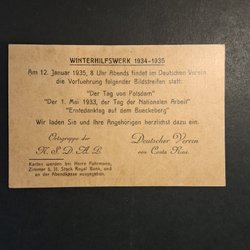 WINTERHILFSWERK 1934-1935
Am 12. Januar 1935, 8 Uhr Abends findet im Deutschen Verein
die Vorfuehrung folgender Bildstreifen statt:
"Der Tag von Potsdam"
"Der 1. Mai 1933, der Tag der Nationalen Arbeit"
"Erntedanktag auf dem Bueckeberg"
Wir laden Sie und Ihre Angehorigen herzlichst dazu ein.
Ortsgruppe der
N. S. D. A. P.
Deutscher Verein
von Costa Rica.
Karten werden bei Herrn Fuhrmann,
Zimmer 6 II. Stock Royal Bank, und
an der Abendkasse ausgegeben.